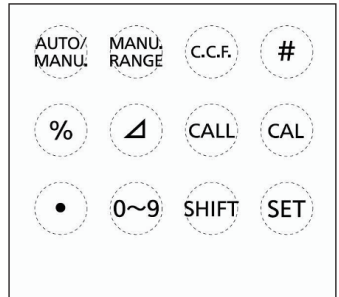 AUTO/ MANU. C.C.F. #
MANU. RANGE
% ⊿ CALL CAL
• 0~9 SHIFT SET